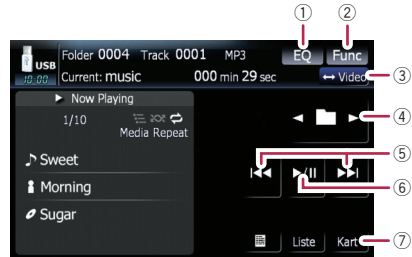 ① ②
USB Folder 0004 Track 0001 MP3 EQ Func
10:00 Current: music 000 min 29 sec ↔ Video ③
► Now Playing
1/10 ◄ ► ④
Media Repeat
Sweet ⑤
Morning ►/II ⑥
Sugar
Liste Kart ⑦